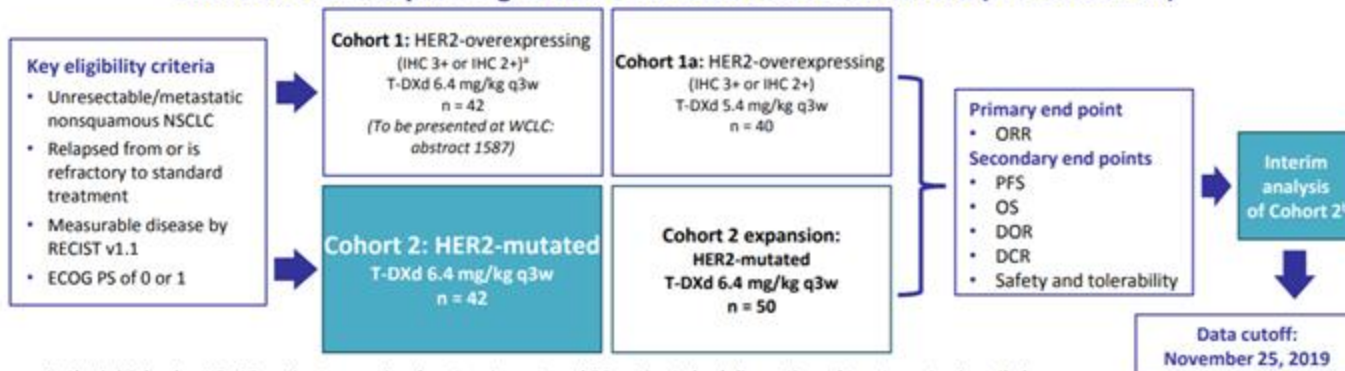 Key eligibility criteria
• Unresectable/metastatic
nonsquamous NSCLC
• Relapsed from or is
refractory to standard
treatment
• Measurable disease by
RECIST v1.1
• ECOG PS of 0 or 1
Cohort 1: HER2-overexpressing
(IHC 3+ or IHC 2+)ᵃ
T-DXd 6.4 mg/kg q3w
n = 42
(To be presented at WCLC:
abstract 1587)
Cohort 1a: HER2-overexpressing
(IHC 3+ or IHC 2+)
T-DXd 5.4 mg/kg q3w
n = 40
Cohort 2: HER2-mutated
T-DXd 6.4 mg/kg q3w
n = 42
Cohort 2 expansion:
HER2-mutated
T-DXd 6.4 mg/kg q3w
n = 50
Primary end point
• ORR
Secondary end points
• PFS
• OS
• DOR
• DCR
• Safety and tolerability
Interim
analysis
of Cohort 2ᵇ
Data cutoff:
November 25, 2019